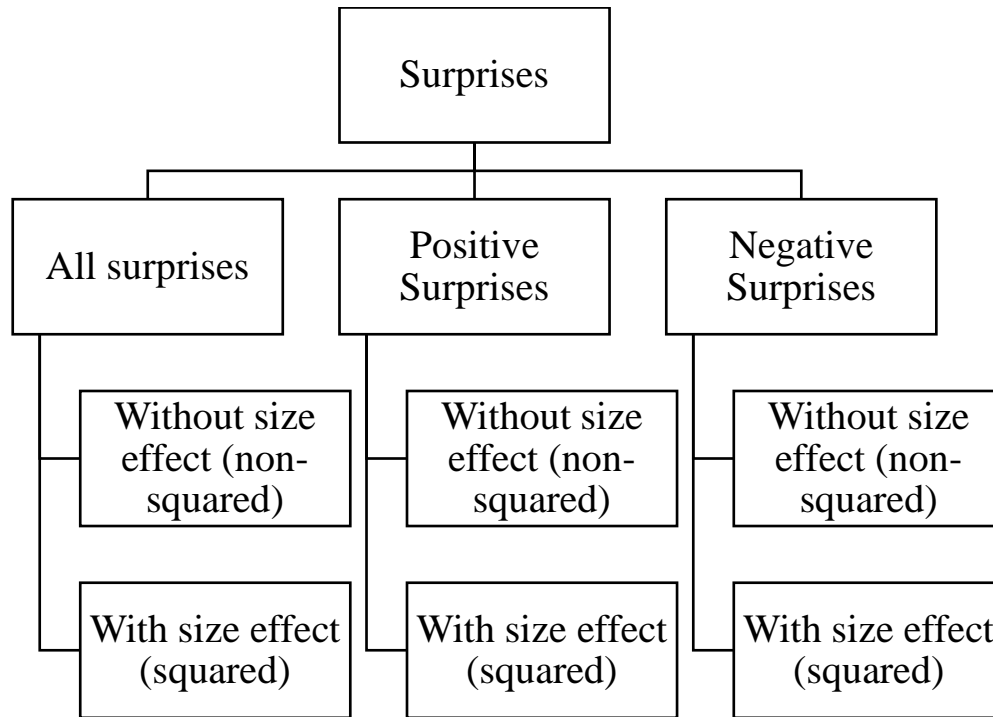 Surprises
All surprises
Positive
Surprises
Negative
Surprises
Without size
effect (non-
squared)
Without size
effect (non-
squared)
Without size
effect (non-
squared)
With size effect
(squared)
With size effect
(squared)
With size effect
(squared)